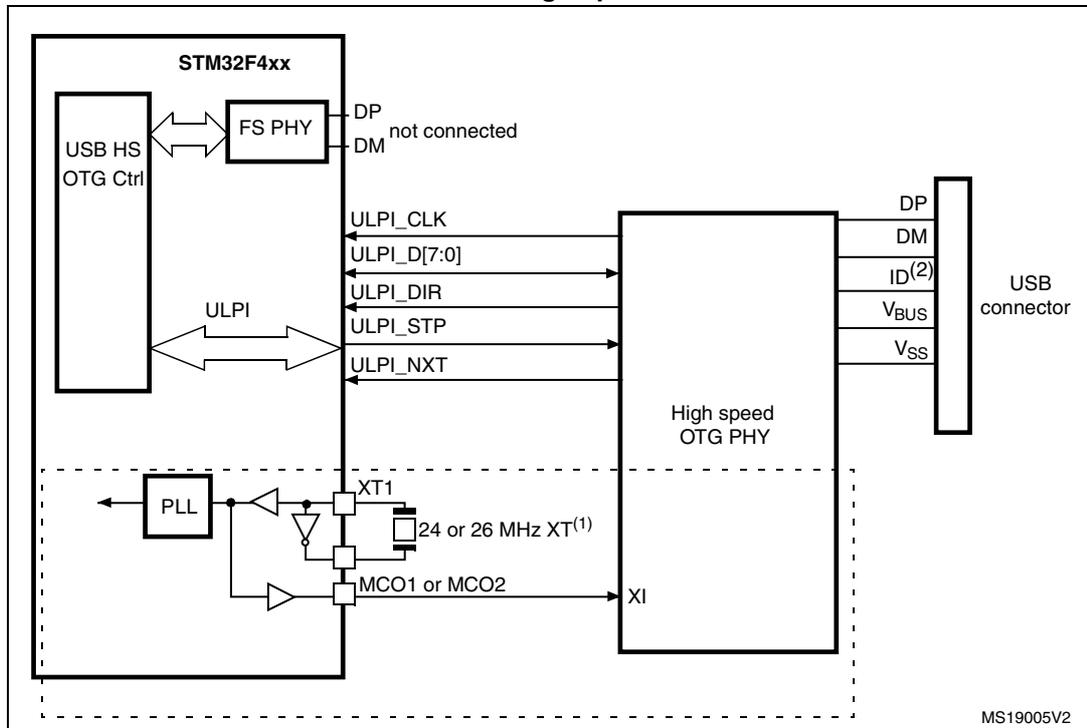 STM32F4xx
FS PHY
DP
not connected
DM
USB HS
OTG Ctrl
ULPI_CLK
ULPI_D[7:0]
ULPI_DIR
ULPI
ULPI_STP
ULPI_NXT
DP
DM
ID(2)
VBUS
VSS
USB
connector
High speed
OTG PHY
PLL
XT1
24 or 26 MHz XT(1)
MCO1 or MCO2
XI
MS19005V2